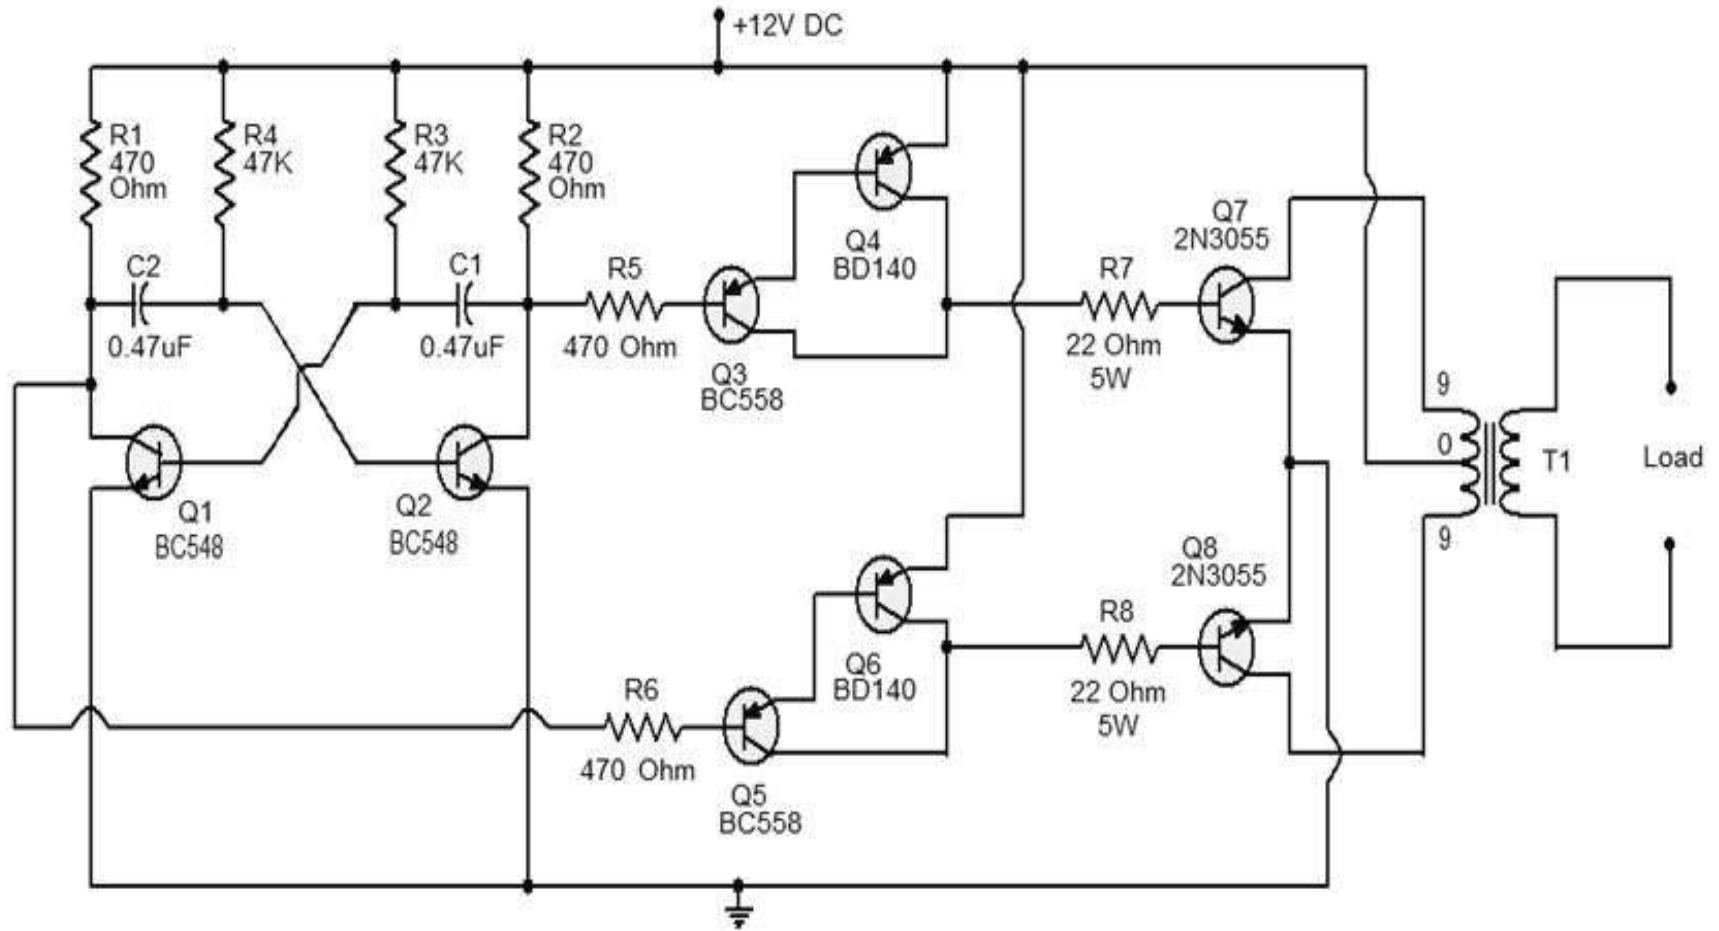 +12V DC
R1
470
Ohm
R4
47K
R3
47K
R2
470
Ohm
C2
0.47uF
C1
0.47uF
R5
470 Ohm
Q3
BC558
Q4
BD140
R7
22 Ohm
5W
Q7
2N3055
9
0
9
T1
Load
Q1
BC548
Q2
BC548
Q6
BD140
R8
22 Ohm
5W
Q8
2N3055
R6
470 Ohm
Q5
BC558